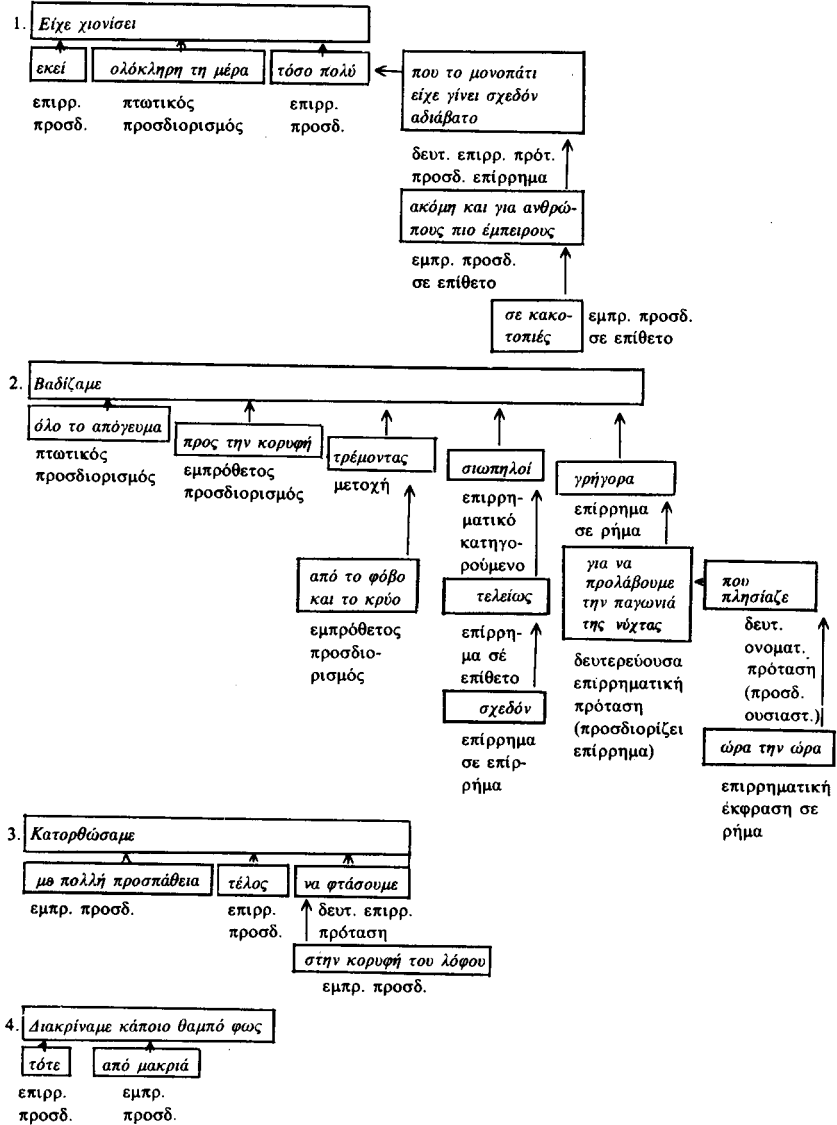 1. Είχε χιονίσει
εκεί
ολόκληρη τη μέρα
τόσο πολύ
επιρρ.
προσδ.
πτωτικός
προσδιορισμός
επιρρ.
προσδ.
που το μονοπάτι
είχε γίνει σχεδόν
αδιάβατο
δευτ. επιρρ. πρότ.
προσδ. επίρρημα
ακόμη και για ανθρώ-
πους πιο έμπειρους
εμπρ. προσδ.
σε επίθετο
σε κακο-
τοπιές
εμπρ. προσδ.
σε επίθετο
2. Βαδίζαμε
όλο το απόγευμα
πτωτικός
προσδιορισμός
προς την κορυφή
εμπρόθετος
προσδιορισμός
τρέμοντας
μετοχή
από το φόβο
και το κρύο
εμπρόθετος
προσδιο-
ρισμός
σιωπηλοί
επιρρη-
ματικό
κατηγο-
ρούμενο
τελείως
επίρρη-
μα σέ
επίθετο
σχεδόν
επίρρημα
σε επίρ-
ρήμα
γρήγορα
επίρρημα
σε ρήμα
για να
προλάβουμε
την παγωνιά
της νύχτας
δευτερεύουσα
επιρρηματική
πρόταση
(προσδιορίζει
επίρρημα)
που
πλησίαζε
δευτ.
ονοματ.
πρόταση
(προσδ.
ουσιαστ.)
ώρα την ώρα
επιρρηματική
έκφραση σε
ρήμα
3. Κατορθώσαμε
με πολλή προσπάθεια
εμπρ. προσδ.
τέλος
επιρρ.
προσδ.
να φτάσουμε
δευτ. επιρρ.
πρόταση
στην κορυφή του λόφου
εμπρ. προσδ.
4. Διακρίναμε κάποιο θαμπό φως
τότε
επιρρ.
προσδ.
από μακριά
εμπρ.
προσδ.